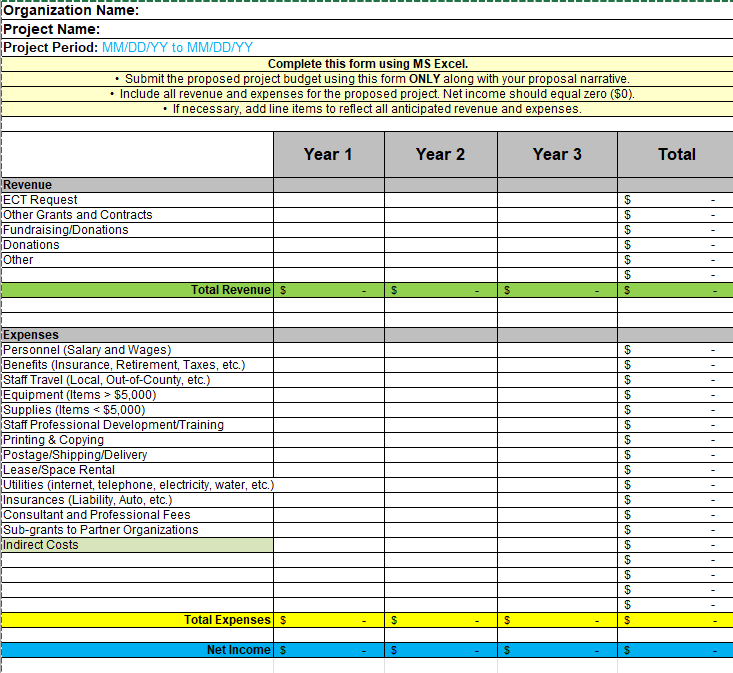 Organization Name:
Project Name:
Project Period: MM/DD/YY to MM/DD/YY
Complete this form using MS Excel.
• Submit the proposed project budget using this form ONLY along with your proposal narrative.
• Include all revenue and expenses for the proposed project. Net income should equal zero ($0).
• If necessary, add line items to reflect all anticipated revenue and expenses.
Year 1 Year 2 Year 3 Total
Revenue
ECT Request $ -
Other Grants and Contracts $ -
Fundraising/Donations $ -
Donations $ -
Other $ -
$ -
Total Revenue $ - $ - $ - $ -
Expenses
Personnel (Salary and Wages) $ -
Benefits (Insurance, Retirement, Taxes, etc.) $ -
Staff Travel (Local, Out-of-County, etc.) $ -
Equipment (Items > $5,000) $ -
Supplies (Items < $5,000) $ -
Staff Professional Development/Training $ -
Printing & Copying $ -
Postage/Shipping/Delivery $ -
Lease/Space Rental $ -
Utilities (internet, telephone, electricity, water, etc.) $ -
Insurances (Liability, Auto, etc.) $ -
Consultant and Professional Fees $ -
Sub-grants to Partner Organizations $ -
Indirect Costs $ -
$ -
$ -
$ -
$ -
Total Expenses $ - $ - $ - $ -
Net Income $ - $ - $ - $ -